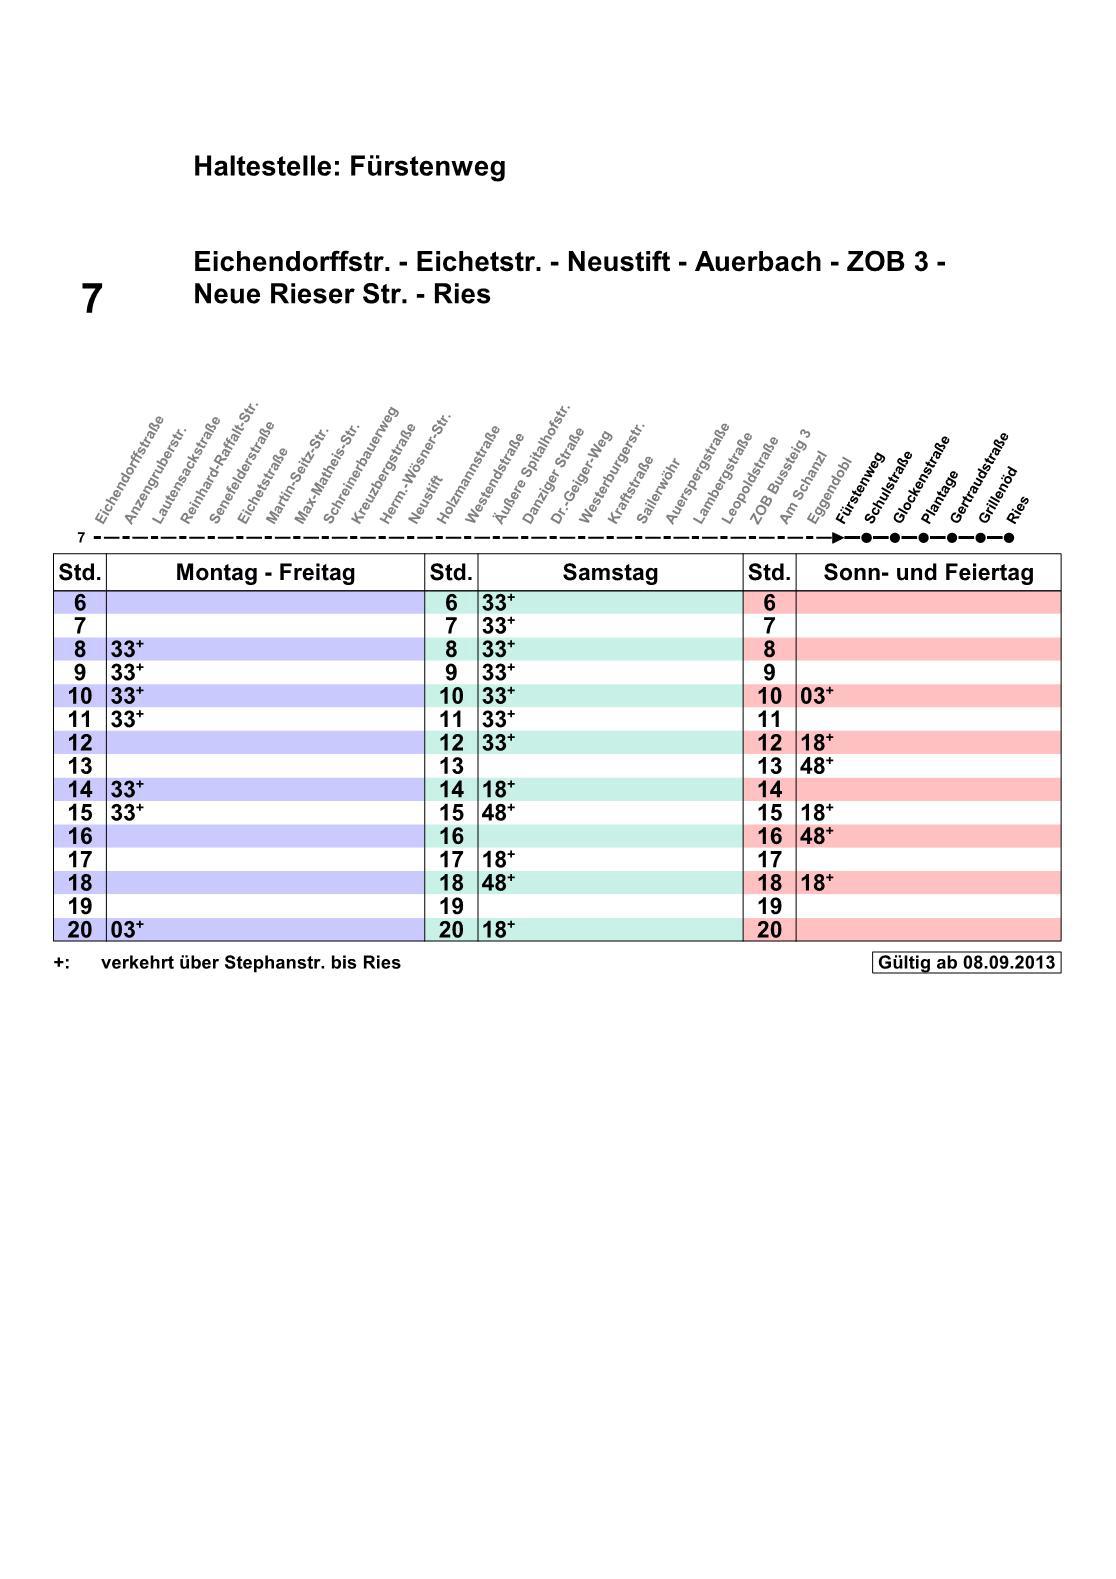 Haltestelle: Fürstenweg
Eichendorffstr. - Eichetstr. - Neustift - Auerbach - ZOB 3 -
7 Neue Rieser Str. - Ries
Eichendorffstraße
Anzengruberstr.
Lautensackstraße
Reinhard-Raffalt-Str.
Senefelderstraße
Eichetstraße
Martin-Seitz-Str.
Max-Matheis-Str.
Schreinerbauerweg
Kreuzbergstraße
Herm.-Wösner-Str.
Neustift
Holzmannstraße
Westendstraße
Äußere Spitalhofstr.
Danziger Straße
Dr.-Geiger-Weg
Westerburgerstr.
Kraftstraße
Sailerwöhr
Auerspergstraße
Lambergstraße
Leopoldstraße
ZOB Bussteig 3
Am Schanzl
Eggendobl
Fürstenweg
Schulstraße
Glockenstraße
Plantage
Gertraudstraße
Grillenöd
Ries
7
Std. Montag - Freitag Std. Samstag Std. Sonn- und Feiertag
6 6 33+ 6
7 7 33+ 7
8 33+ 8 33+ 8
9 33+ 9 33+ 9
10 33+ 10 33+ 10 03+
11 33+ 11 33+ 11
12 12 33+ 12 18+
13 13 13 48+
14 33+ 14 18+ 14
15 33+ 15 48+ 15 18+
16 16 16 48+
17 17 18+ 17
18 18 48+ 18 18+
19 19 19
20 03+ 20 18+ 20
+: verkehrt über Stephanstr. bis Ries Gültig ab 08.09.2013